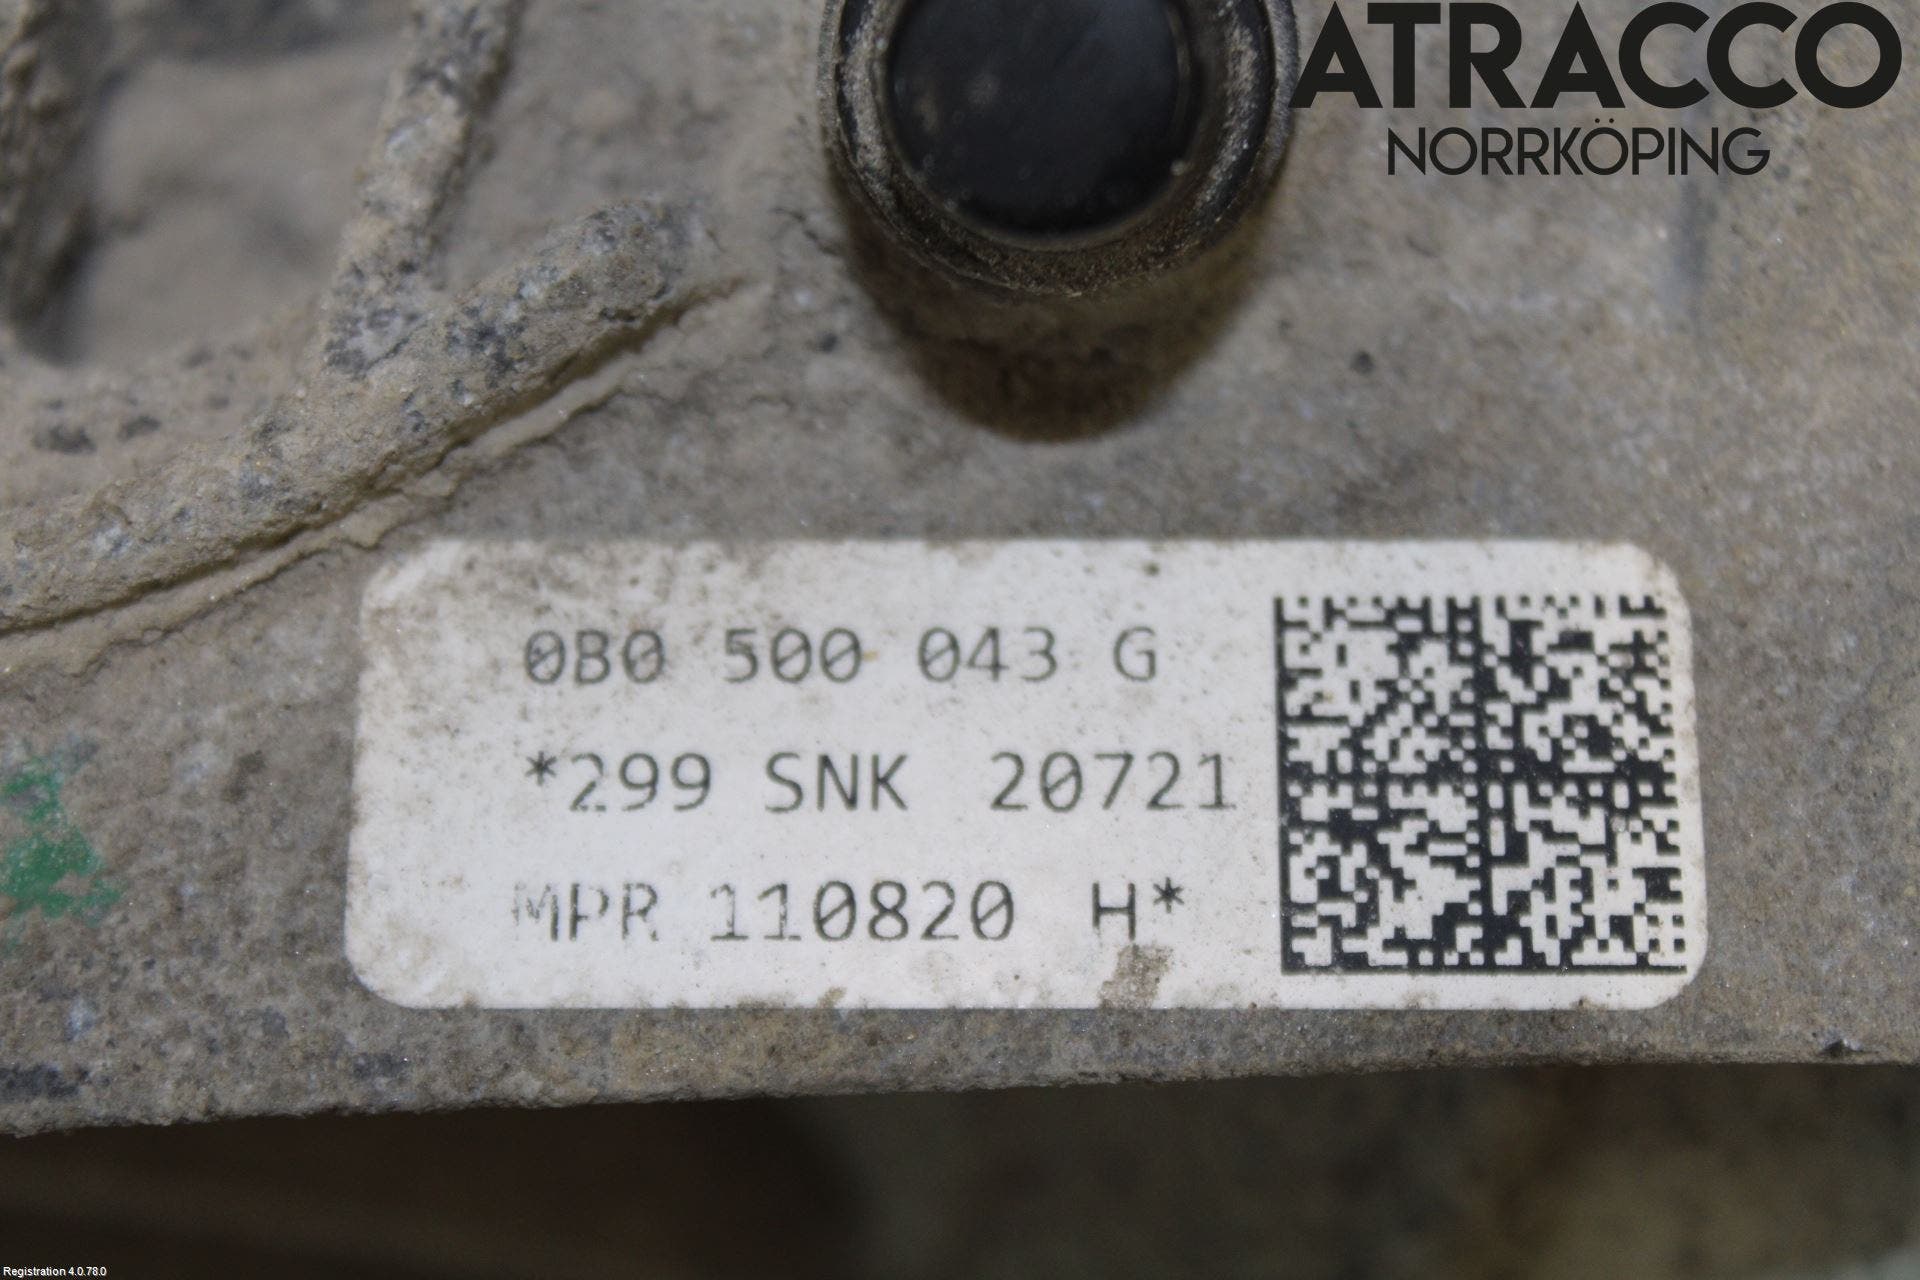 ATRACCO
NORRKÖPING
0B0 500 043 G
*299 SNK 20721
MPR 110820 H*
Registration 4.0.78.0